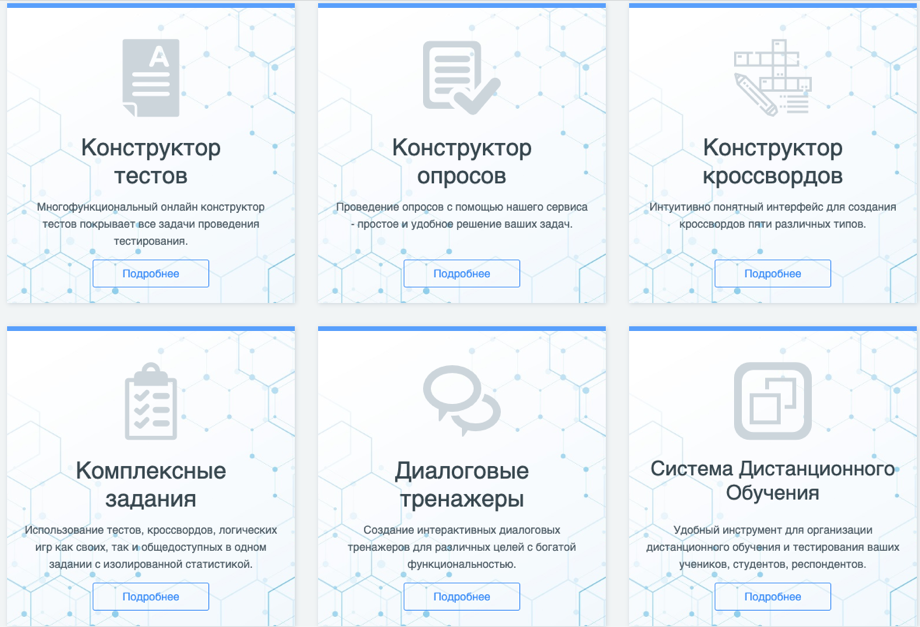 A
Конструктор
тестов
Многофункциональный онлайн конструктор
тестов покрывает все задачи проведения
тестирования.
Подробнее
Конструктор
опросов
Проведение опросов с помощью нашего сервиса
- простое и удобное решение ваших задач.
Подробнее
Конструктор
кроссвордов
Интуитивно понятный интерфейс для создания
кроссвордов пяти различных типов.
Подробнее
Комплексные
задания
Использование тестов, кроссвордов, логических
игр как своих, так и общедоступных в одном
задании с изолированной статистикой.
Подробнее
Диалоговые
тренажеры
Создание интерактивных диалоговых
тренажеров для различных целей с богатой
функциональностью.
Подробнее
Система Дистанционного
Обучения
Удобный инструмент для организации
дистанционного обучения и тестирования ваших
учеников, студентов, респондентов.
Подробнее